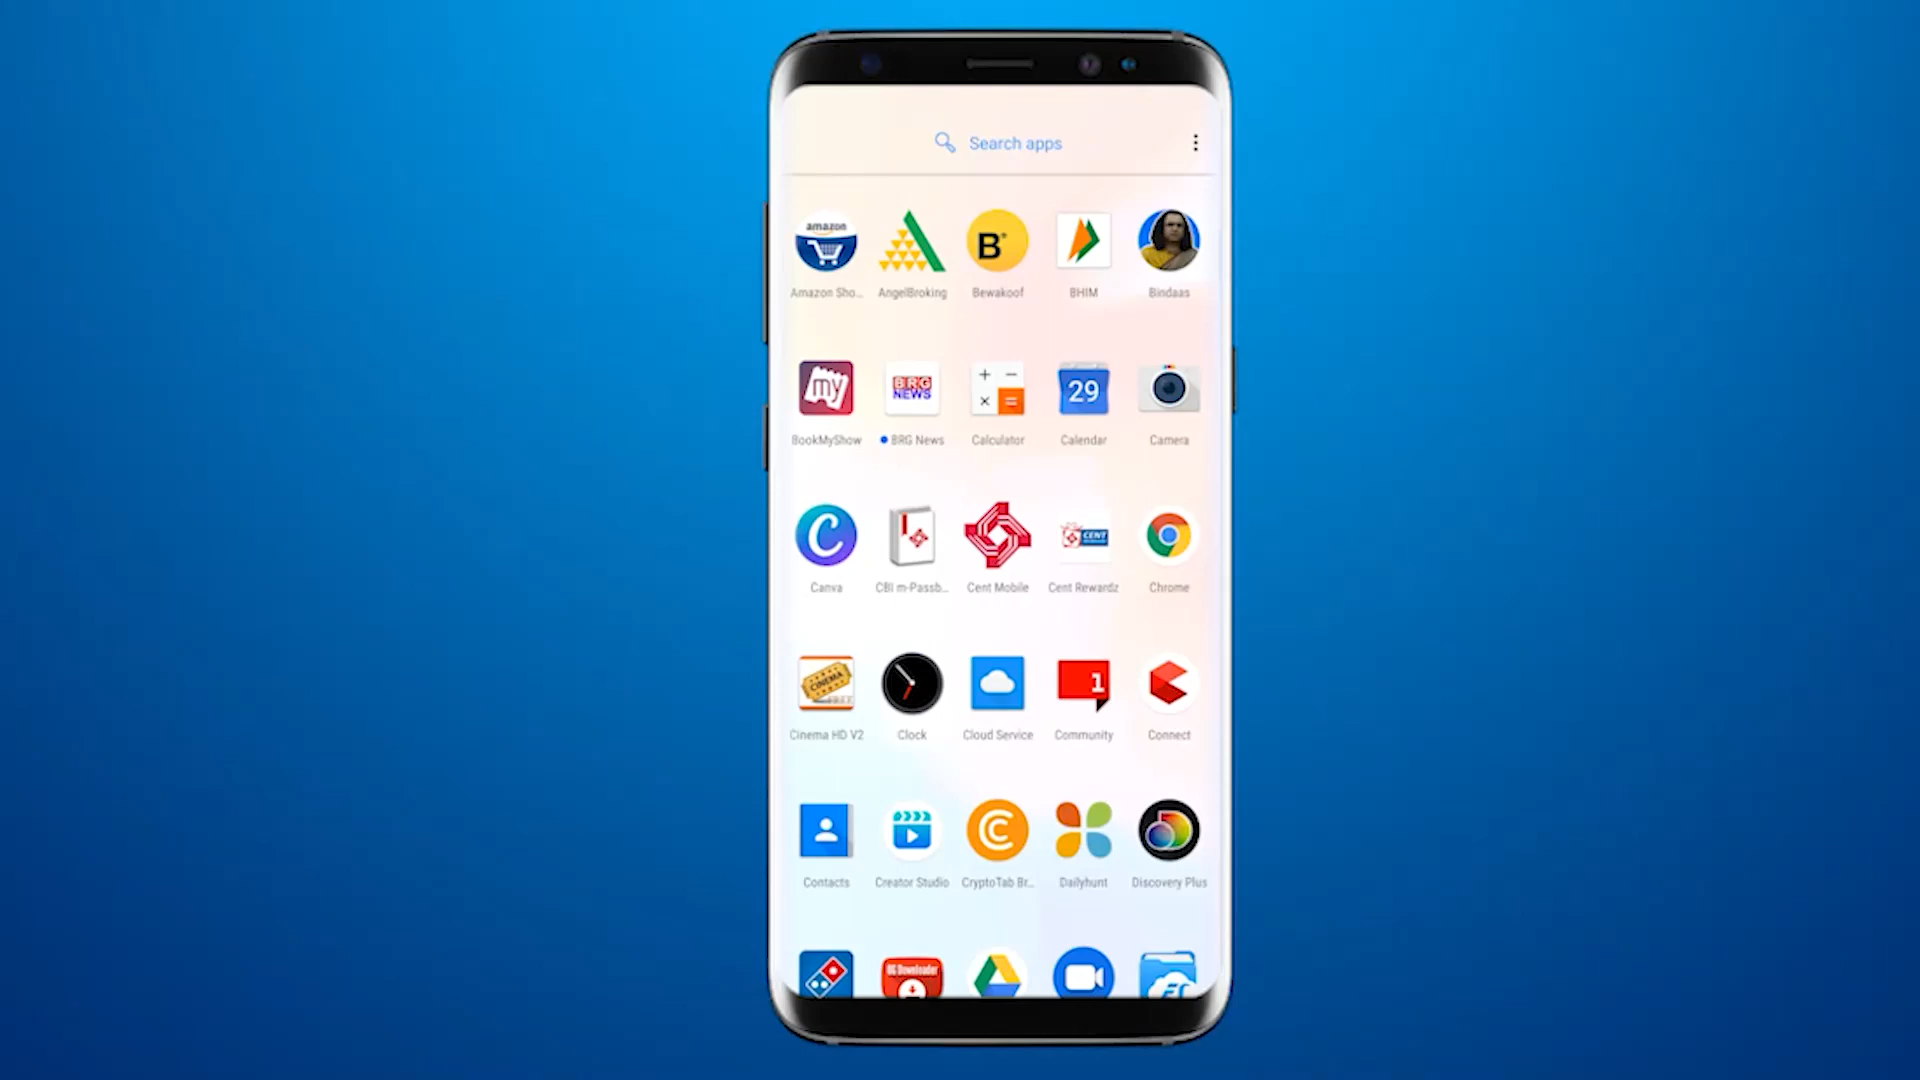 Search apps
amazon
B
Amazon Sho...
AngelBroking
Bewakoof
BHIM
Bindaas
my
BRG
NEWS
+ −
× =
29
BookMyShow
BRG News
Calculator
Calendar
Camera
C
CENT
Canva
CBI m-Passb...
Cent Mobile
Cent Rewardz
Chrome
CINEMA
1
Cinema HD V2
Clock
Cloud Service
Community
Connect
C
Contacts
Creator Studio
CryptoTab Br...
Dailyhunt
Discovery Plus